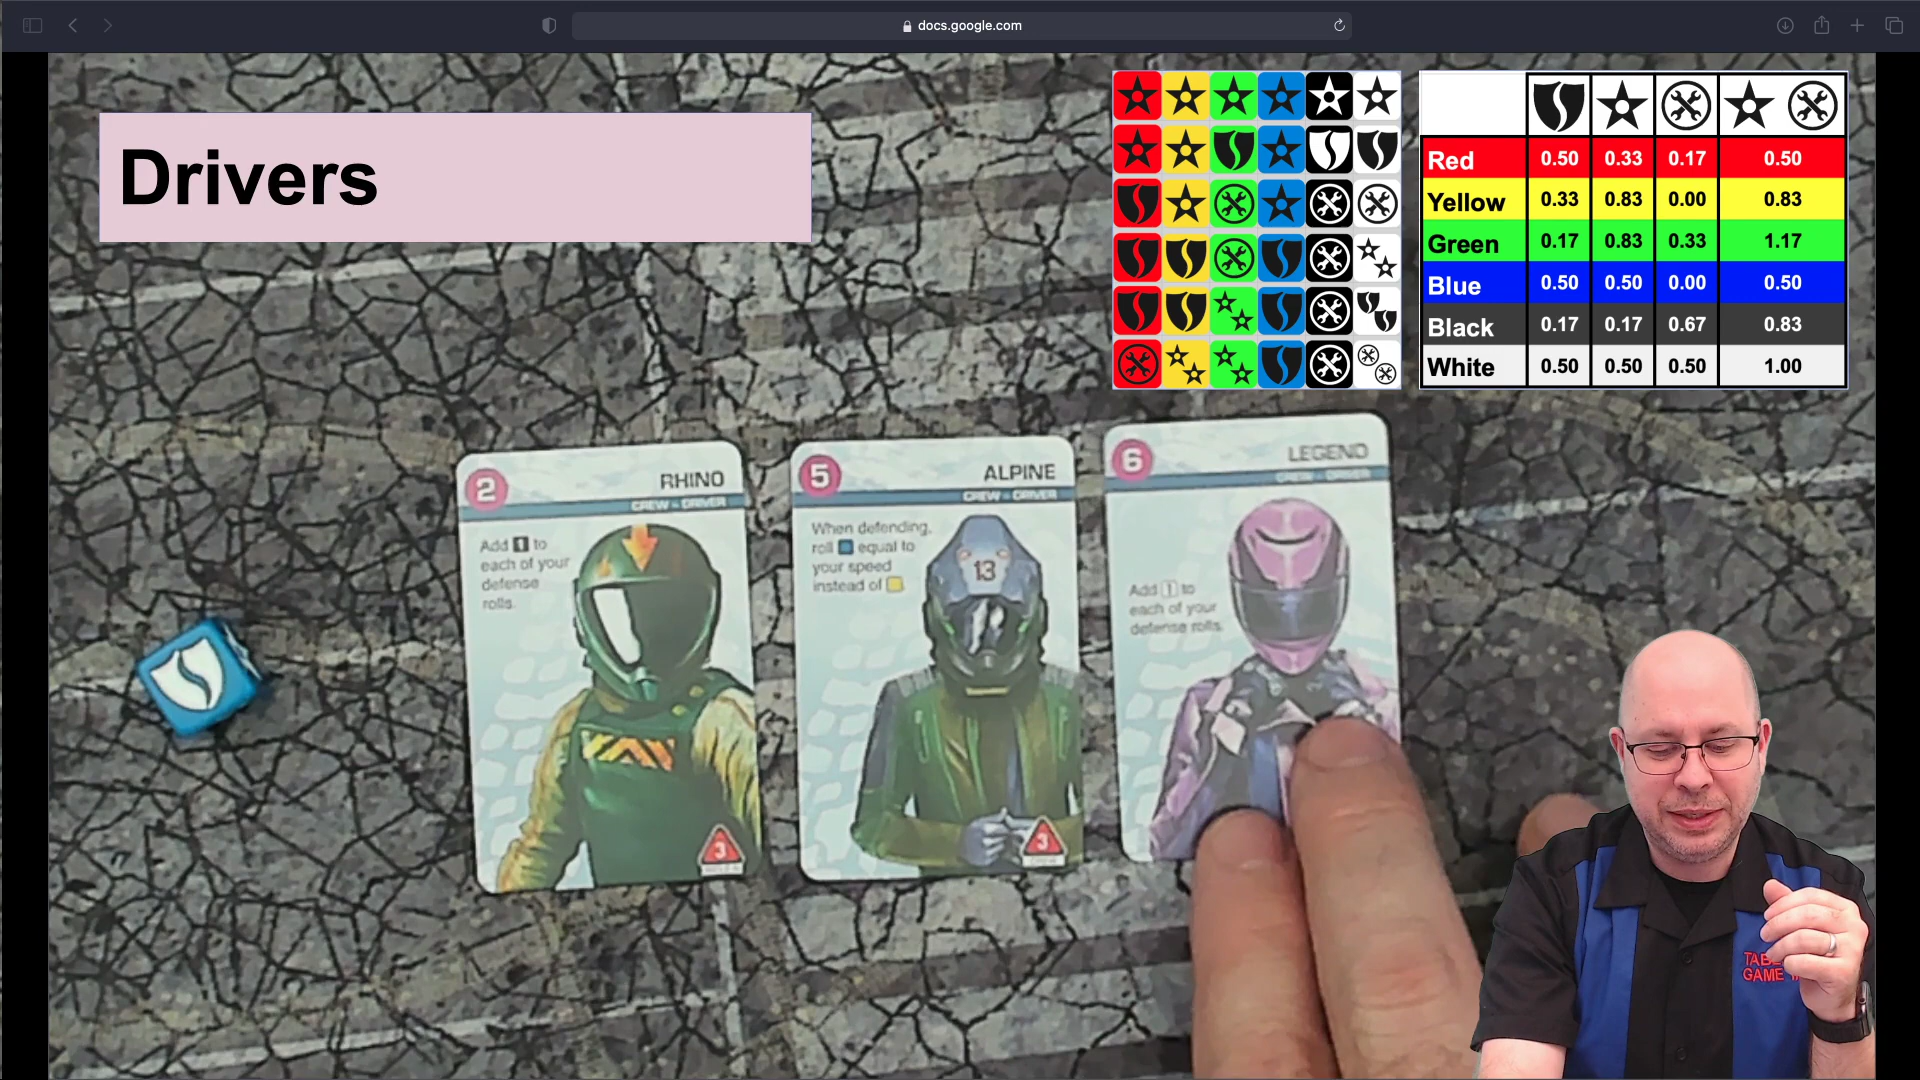 docs.google.com
Drivers
Red 0.50 0.33 0.17 0.50
Yellow 0.33 0.83 0.00 0.83
Green 0.17 0.83 0.33 1.17
Blue 0.50 0.50 0.00 0.50
Black 0.17 0.17 0.67 0.83
White 0.50 0.50 0.50 1.00
2
RHINO
CREW - DRIVER
Add 1 to
each of your
defense
rolls.
3
5
ALPINE
CREW - DRIVER
When defending,
roll equal to
your speed
instead of
13
3
CREW
6
LEGEND
CREW - DRIVER
Add 1 to
each of your
defense rolls.
GAME